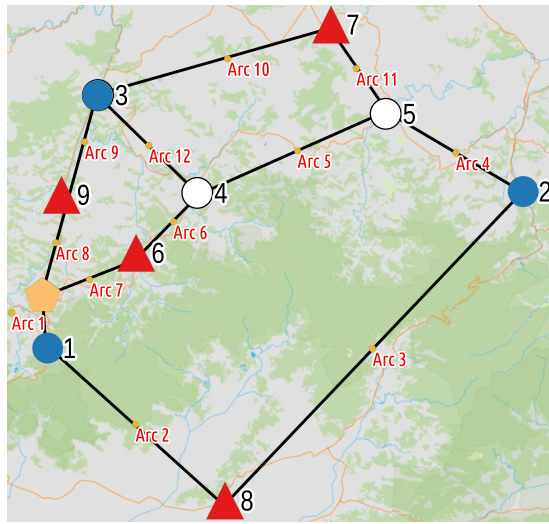 7
Arc 10
Arc 11
3
5
Arc 9
Arc 12
Arc 5
Arc 4
9
4
2
Arc 6
6
Arc 8
Arc 7
Arc 1
1
Arc 3
Arc 2
8